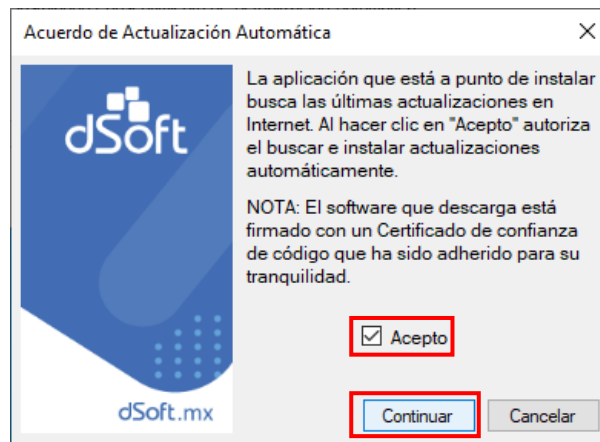 Acuerdo de Actualización Automática
dSoft
La aplicación que está a punto de instalar
busca las últimas actualizaciones en
Internet. Al hacer clic en "Acepto" autoriza
el buscar e instalar actualizaciones
automáticamente.
NOTA: El software que descarga está
firmado con un Certificado de confianza
de código que ha sido adherido para su
tranquilidad.
Acepto
dSoft.mx
Continuar
Cancelar